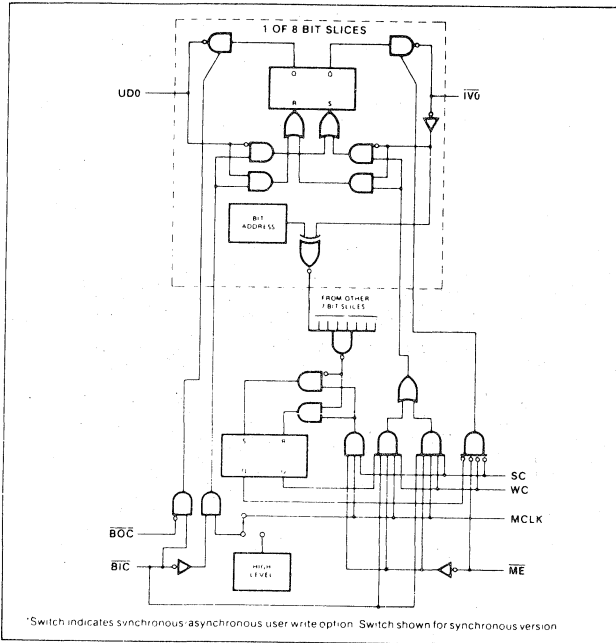 1 OF 8 BIT SLICES
UD0
IV0
Q
Q
R
S
BIT
ADDRESS
FROM OTHER
7 BIT SLICES
S
R
SC
WC
MCLK
BOC
BIC
HIGH
LEVEL
ME
*Switch indicates synchronous-asynchronous user write option Switch shown for synchronous version